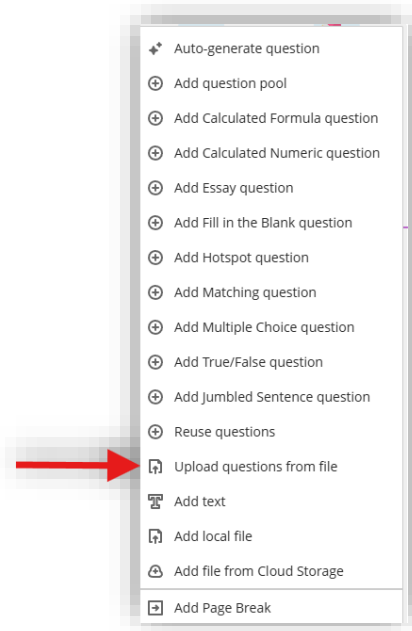 Auto-generate question
Add question pool
Add Calculated Formula question
Add Calculated Numeric question
Add Essay question
Add Fill in the Blank question
Add Hotspot question
Add Matching question
Add Multiple Choice question
Add True/False question
Add Jumbled Sentence question
Reuse questions
Upload questions from file
Add text
Add local file
Add file from Cloud Storage
Add Page Break